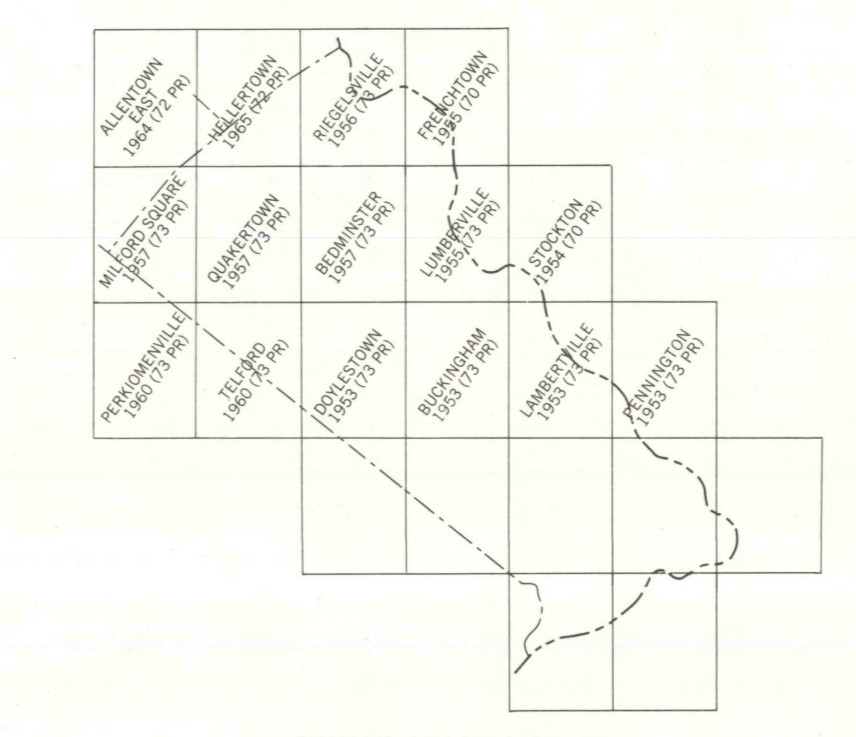 ALLENTOWN
EAST
1964 (72 PR)
HELLERTOWN
1965 (72 PR)
RIEGELSVILLE
1956 (73 PR)
FRENCHTOWN
1955 (70 PR)
MILFORD SQUARE
1957 (73 PR)
QUAKERTOWN
1957 (73 PR)
BEDMINSTER
1957 (73 PR)
LUMBERVILLE
1955 (73 PR)
STOCKTON
1954 (70 PR)
PERKIOMENVILLE
1960 (73 PR)
TELFORD
1960 (73 PR)
DOYLESTOWN
1953 (73 PR)
BUCKINGHAM
1953 (73 PR)
LAMBERTVILLE
1953 (73 PR)
PENNINGTON
1953 (73 PR)